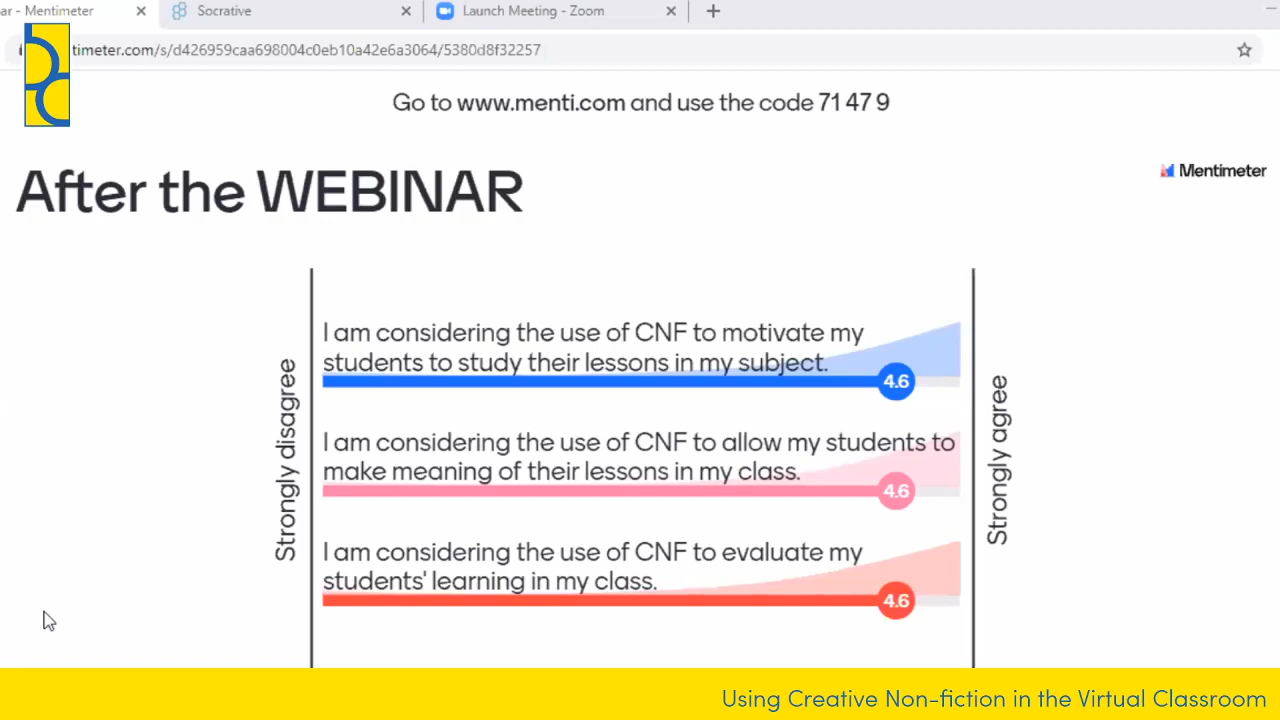 ar - Mentimeter
Socrative
Launch Meeting - Zoom
timeter.com/s/d426959caa698004c0eb10a42e6a3064/5380d8f32257
Go to www.menti.com and use the code 71 47 9
After the WEBINAR
Mentimeter
Strongly disagree
I am considering the use of CNF to motivate my
students to study their lessons in my subject.
4.6
I am considering the use of CNF to allow my students to
make meaning of their lessons in my class.
4.6
I am considering the use of CNF to evaluate my
students' learning in my class.
4.6
Strongly agree
Using Creative Non-fiction in the Virtual Classroom